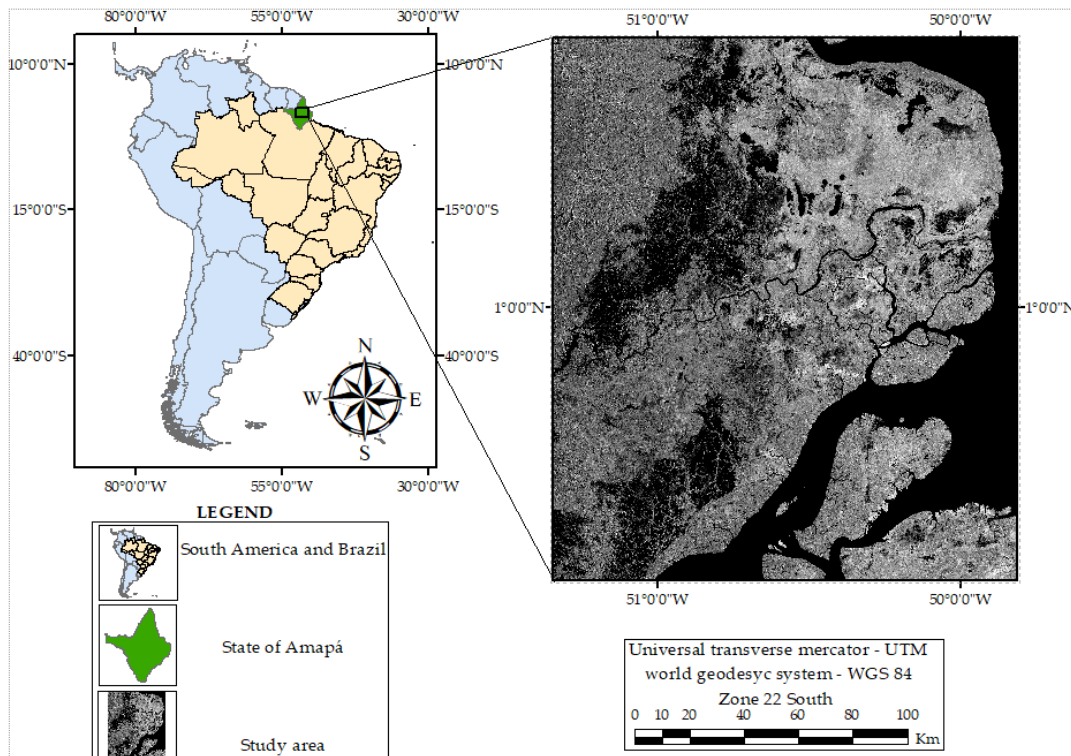 80°0'0"W 55°0'0"W 30°0'0"W
51°0'0"W 50°0'0"W
10°0'0"N 10°0'0"N
15°0'0"S 15°0'0"S
1°0'0"N 1°0'0"N
40°0'0"S 40°0'0"S
N
W E
S
80°0'0"W 55°0'0"W 30°0'0"W
51°0'0"W 50°0'0"W
LEGEND
South America and Brazil
State of Amapá
Study area
Universal transverse mercator - UTM
world geodesyc system - WGS 84
Zone 22 South
0 10 20 40 60 80 100
Km